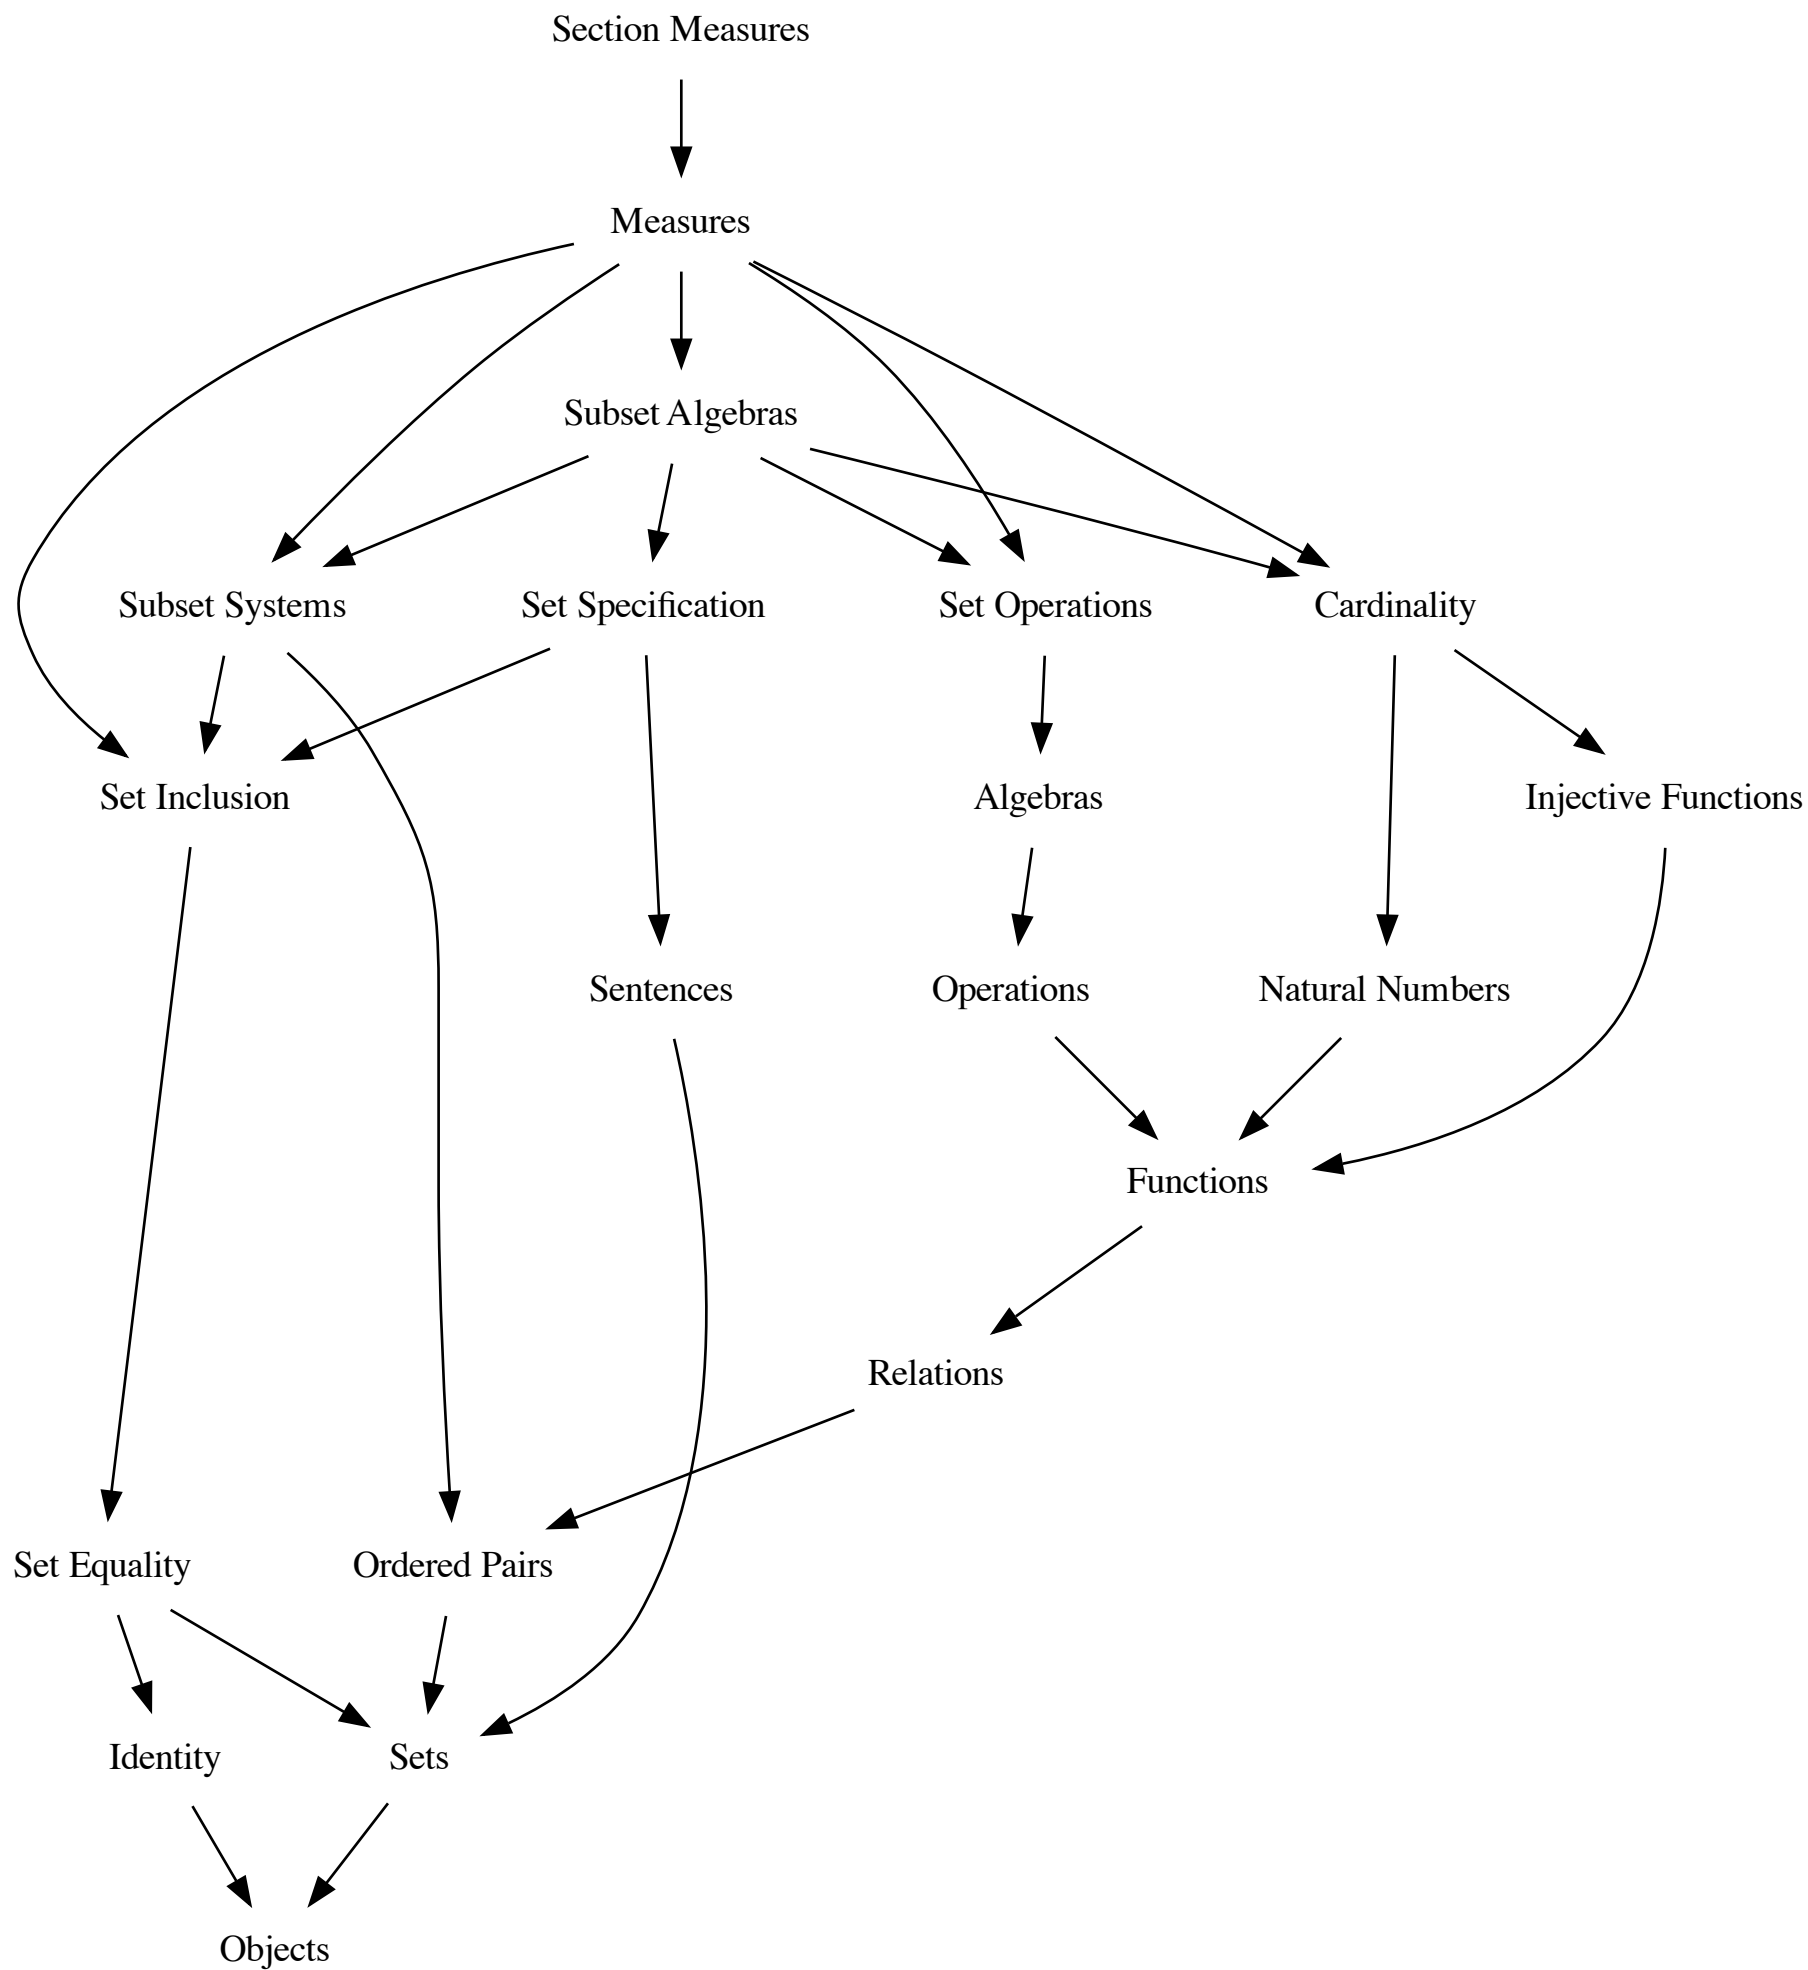 Section Measures
Measures
Subset Algebras
Subset Systems
Set Specification
Set Operations
Cardinality
Set Inclusion
Algebras
Injective Functions
Sentences
Operations
Natural Numbers
Functions
Relations
Set Equality
Ordered Pairs
Identity
Sets
Objects